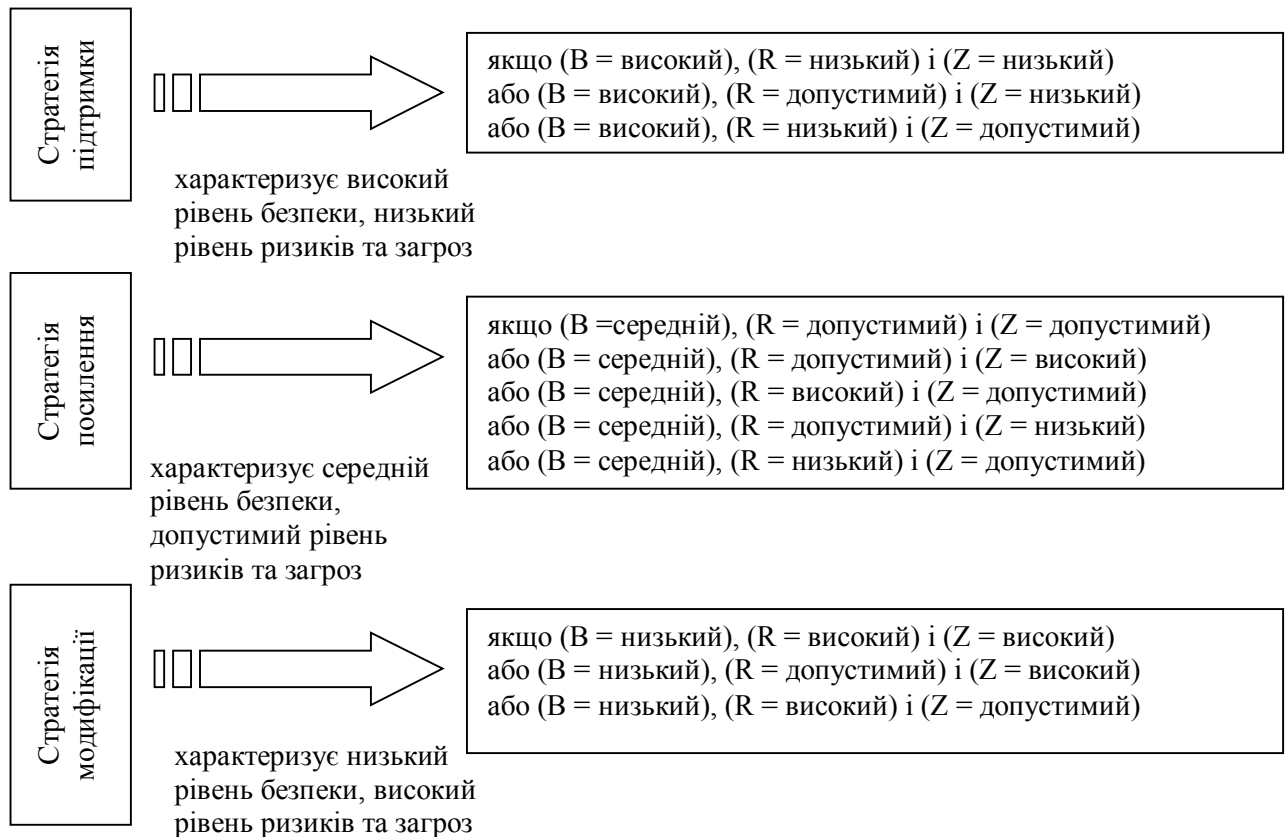 Стратегія
підтримки
якщо (B = високий), (R = низький) і (Z = низький)
або (B = високий), (R = допустимий) і (Z = низький)
або (B = високий), (R = низький) і (Z = допустимий)
характеризує високий
рівень безпеки, низький
рівень ризиків та загроз
Стратегія
посилення
якщо (B =середній), (R = допустимий) і (Z = допустимий)
або (B = середній), (R = допустимий) і (Z = високий)
або (B = середній), (R = високий) і (Z = допустимий)
або (B = середній), (R = допустимий) і (Z = низький)
або (B = середній), (R = низький) і (Z = допустимий)
характеризує середній
рівень безпеки,
допустимий рівень
ризиків та загроз
Стратегія
модифікації
якщо (B = низький), (R = високий) і (Z = високий)
або (B = низький), (R = допустимий) і (Z = високий)
або (B = низький), (R = високий) і (Z = допустимий)
характеризує низький
рівень безпеки, високий
рівень ризиків та загроз